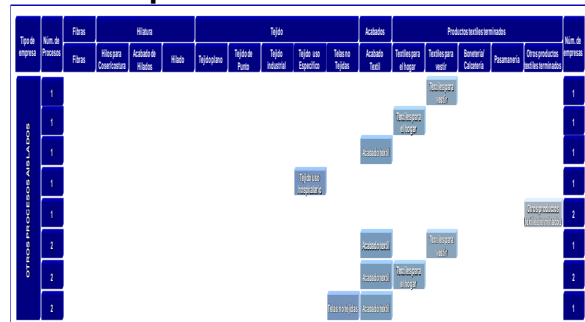 Tipo de empresa
Núm. de Procesos
Fibras
Hilatura
Tejido
Acabados
Productos textiles terminados
Núm. de empresas
Fibras
Hilos para Coser/costura
Acabado de Hilados
Hilado
Tejido plano
Tejido de Punto
Tejido industrial
Tejido uso Específico
Telas no Tejidas
Acabado Textil
Textiles para el hogar
Textiles para vestir
Bonetería/ Calcetería
Pasamanería
Otros productos textiles terminados
OTROS PROCESOS AISLADOS
1 Textiles para vestir 1
1 Textiles para el hogar 1
1 Acabado textil 1
1 Tejido uso hospitalario 1
1 Otros productos textiles terminados 2
2 Acabado textil Textiles para vestir 1
2 Acabado textil Textiles para el hogar 2
2 Telas no tejidas Acabado textil 1